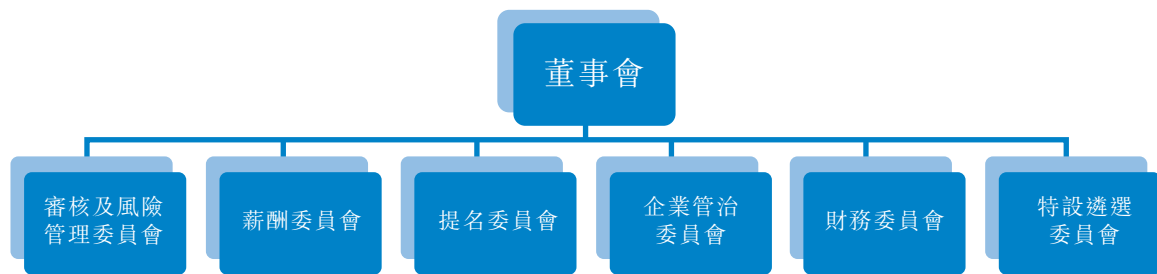 董事會
審核及風險
管理委員會
薪酬委員會
提名委員會
企業管治
委員會
財務委員會
特設遴選
委員會